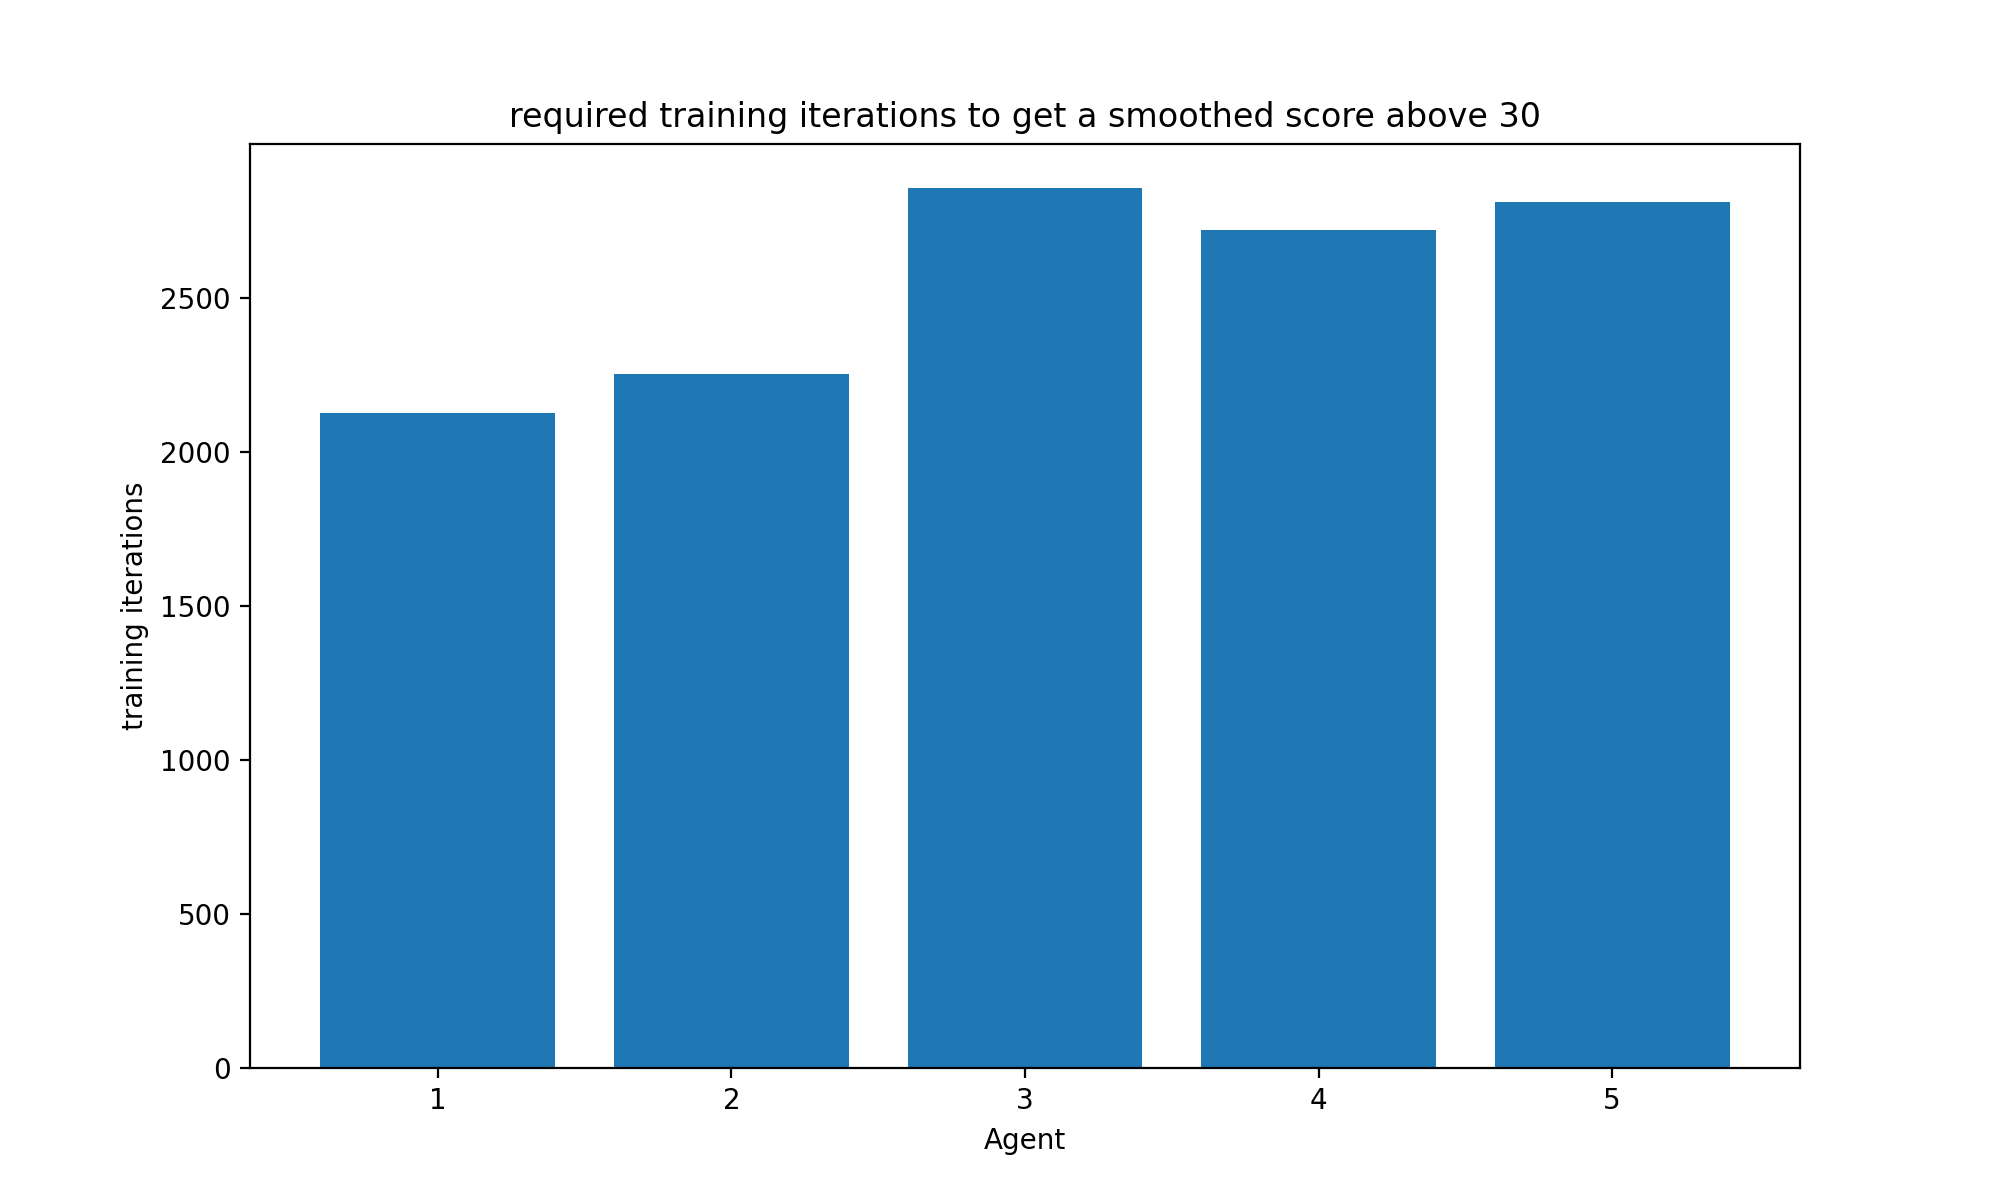 required training iterations to get a smoothed score above 30
training iterations
2500
2000
1500
1000
500
0
1 2 3 4 5
Agent